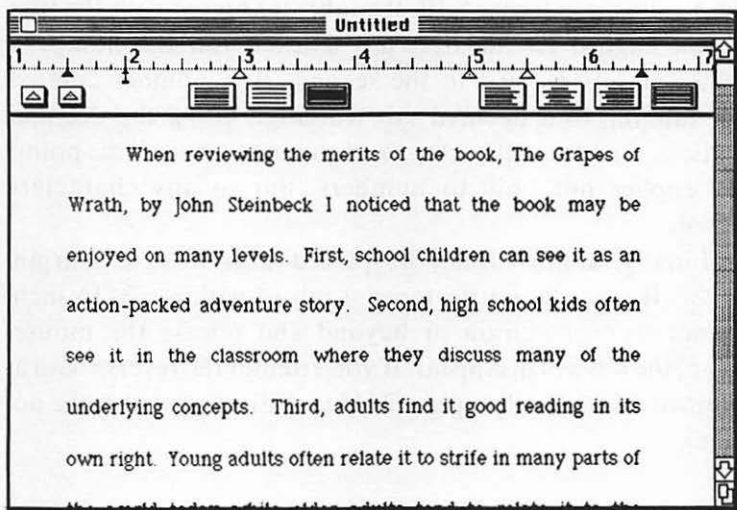 Untitled
1 2 3 4 5 6 7
When reviewing the merits of the book, The Grapes of
Wrath, by John Steinbeck I noticed that the book may be
enjoyed on many levels. First, school children can see it as an
action-packed adventure story. Second, high school kids often
see it in the classroom where they discuss many of the
underlying concepts. Third, adults find it good reading in its
own right. Young adults often relate it to strife in many parts of